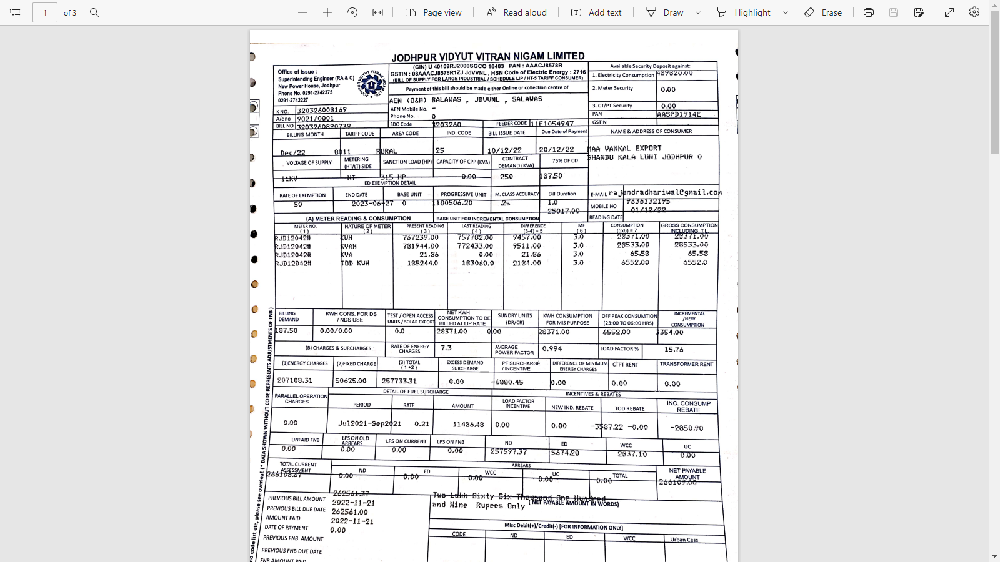 1 of 3 Page view Read aloud Add text Draw Highlight Erase
JODHPUR VIDYUT VITRAN NIGAM LIMITED
Office of Issue :
Superintending Engineer (RA & C)
New Power House, Jodhpur
Phone No. 0291-2742375
0291-2742227
JODHPUR VIDYUT VITRAN NIGAM LTD.
(CIN) U 40109RJ2000SGCO 16483 PAN : AAACJ8578R
GSTIN : 08AAACJ8578R1ZJ JdVVNL , HSN Code of Electric Energy : 2716
(BILL OF SUPPLY FOR LARGE INDUSTRIAL / SCHEDULE LIP / HT-5 TARIFF CONSUMER)
Payment of this bill should be made either Online or collection centre of
AEN (O&M) SALAWAS , JDVVNL , SALAWAS
AEN Mobile No. -
Phone No. 0
SDO Code 3203260 FEEDER CODE 11F1054947
Available Security Deposit against:
1. Electricity Consumption 489820.00
2. Meter Security 0.00
3. CT/PT Security 0.00
PAN AASPD1914E
GSTIN
K NO. 320326008169
A/c no 9021/0001
BILL NO. 3203260890739
BILLING MONTH TARIFF CODE AREA CODE IND. CODE BILL ISSUE DATE Due Date of Payment NAME & ADDRESS OF CONSUMER
Dec/22 8011 RURAL 25 10/12/22 20/12/22 MAA VANKAL EXPORT
BHANDU KALA LUNI JODHPUR 0
VOLTAGE OF SUPPLY METERING (HT/LT) SIDE SANCTION LOAD (HP) CAPACITY OF CPP (KVA) CONTRACT DEMAND (KVA) 75% OF CD
11KV HT 315 HP 0.00 250 187.50
ED EXEMPTION DETAIL
RATE OF EXEMPTION END DATE BASE UNIT PROGRESSIVE UNIT M. CLASS ACCURACY Bill Duration E-MAIL rajendradhariwal@gmail.com
50 2023-06-27 0 1100506.20 .25 1.0 MOBILE NO 9636132195
25017.00 READING DATE 01/12/22
(A) METER READING & CONSUMPTION BASE UNIT FOR INCREMENTAL CONSUMPTION
METER NO. (1) NATURE OF METER (2) PRESENT READING (3) LAST READING (4) DIFFERENCE (3-4) = 5 MF (6) CONSUMPTION (5x6) = 7 GROSS CONSUMPTION INCLUDING T.L.
RJD12042# KWH 767239.00 757782.00 9457.00 3.0 28371.00 28371.00
RJD12042# KVAH 781944.00 772433.00 9511.00 3.0 28533.00 28533.00
RJD12042# KVA 21.86 0.00 21.86 3.0 65.58 65.58
RJD12042# TOD KWH 185244.0 183060.0 2184.00 3.0 6552.00 6552.0
BILLING DEMAND KWH CONS. FOR DS / NDS USE TEST / OPEN ACCESS UNITS / SOLAR EXPORT NET KWH CONSUMPTION TO BE BILLED AT LIP RATE SUNDRY UNITS (DR/CR) KWH CONSUMPTION FOR MIS PURPOSE OFF PEAK CONSUMTION (23:00 TO 06:00 HRS) INCREMENTAL /NEW CONSUMPTION
187.50 0.00/0.00 0.0 28371.00 0.00 28371.00 6552.00 3354.00
(B) CHARGES & SURCHARGES RATE OF ENERGY CHARGES 7.3 AVERAGE POWER FACTOR 0.994 LOAD FACTOR % 15.76
(1)ENERGY CHARGES (2)FIXED CHARGE (3) TOTAL (1+2) EXCESS DEMAND SURCHARGE PF SURCHARGE / INCENTIVE DIFFERENCE OF MINIMUM ENERGY CHARGES CTPT RENT TRANSFORMER RENT
207108.31 50625.00 257733.31 0.00 -6880.45 0.00 0.00 0.00
PARALLEL OPERATION CHARGES DETAIL OF FUEL SURCHARGE INCENTIVES & REBATES
PERIOD RATE AMOUNT LOAD FACTOR INCENTIVE NEW IND. REBATE TOD REBATE INC. CONSUMP REBATE
0.00 Jul2021-Sep2021 0.21 11486.48 0.00 0.00 -3587.22 -0.00 -2850.90
UNPAID FNB LPS ON OLD ARREARS LPS ON CURRENT LPS ON FNB ND ED WCC UC
0.00 0.00 0.00 0.00 257597.37 5674.20 2837.10 0.00
TOTAL CURRENT ASSESSMENT ARREARS NET PAYABLE AMOUNT
ND ED WCC UC TOTAL
266108.67 0.00 0.00 0.00 0.00 0.00 266109.00
PREVIOUS BILL AMOUNT 262561.37
PREVIOUS BILL DUE DATE 2022-11-21
AMOUNT PAID 262561.00
DATE OF PAYMENT 2022-11-21
PREVIOUS FNB AMOUNT 0.00
PREVIOUS FNB DUE DATE
FNB AMOUNT PAID
Two Lakh Sixty Six Thousand One Hundred
and Nine Rupees Only ( NET PAYABLE AMOUNT IN WORDS)
Misc Debit(+)/Credit(-) [FOR INFORMATION ONLY]
CODE ND ED WCC Urban Cess
d code list etc, please see overleaf. (* DATA SHOWN WITHOUT CODE REPRESENTS ADJUSTMENTS OF FNB )